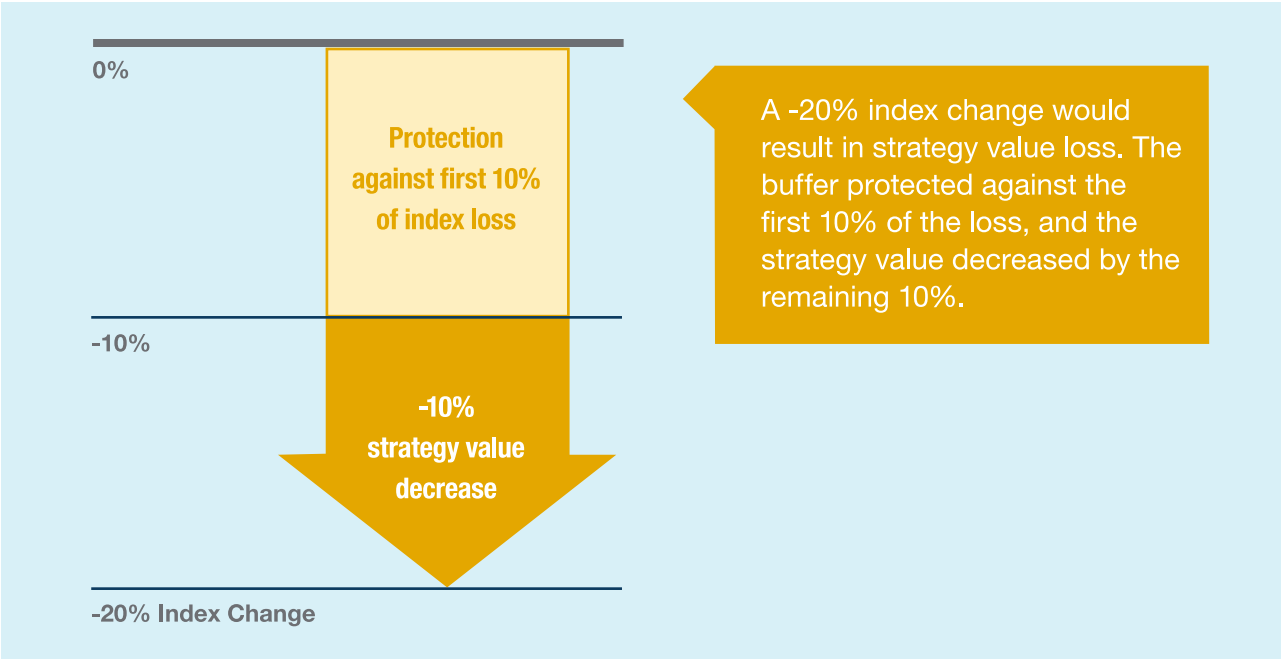 0%
Protection
against first 10%
of index loss
-10%
-10%
strategy value
decrease
-20% Index Change
A -20% index change would
result in strategy value loss. The
buffer protected against the
first 10% of the loss, and the
strategy value decreased by the
remaining 10%.